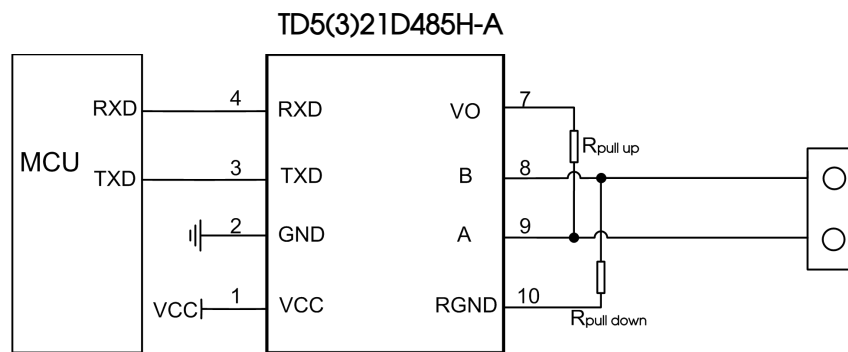 TD5(3)21D485H-A
RXD 4 RXD VO 7
Rpull up
MCU TXD 3 TXD B 8
2 GND A 9
VCC 1 VCC RGND 10
Rpull down